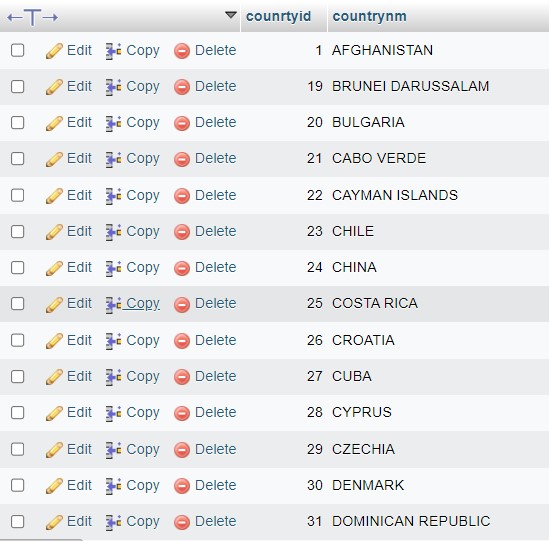 counrtyid countrynm
Edit Copy Delete 1 AFGHANISTAN
Edit Copy Delete 19 BRUNEI DARUSSALAM
Edit Copy Delete 20 BULGARIA
Edit Copy Delete 21 CABO VERDE
Edit Copy Delete 22 CAYMAN ISLANDS
Edit Copy Delete 23 CHILE
Edit Copy Delete 24 CHINA
Edit Copy Delete 25 COSTA RICA
Edit Copy Delete 26 CROATIA
Edit Copy Delete 27 CUBA
Edit Copy Delete 28 CYPRUS
Edit Copy Delete 29 CZECHIA
Edit Copy Delete 30 DENMARK
Edit Copy Delete 31 DOMINICAN REPUBLIC